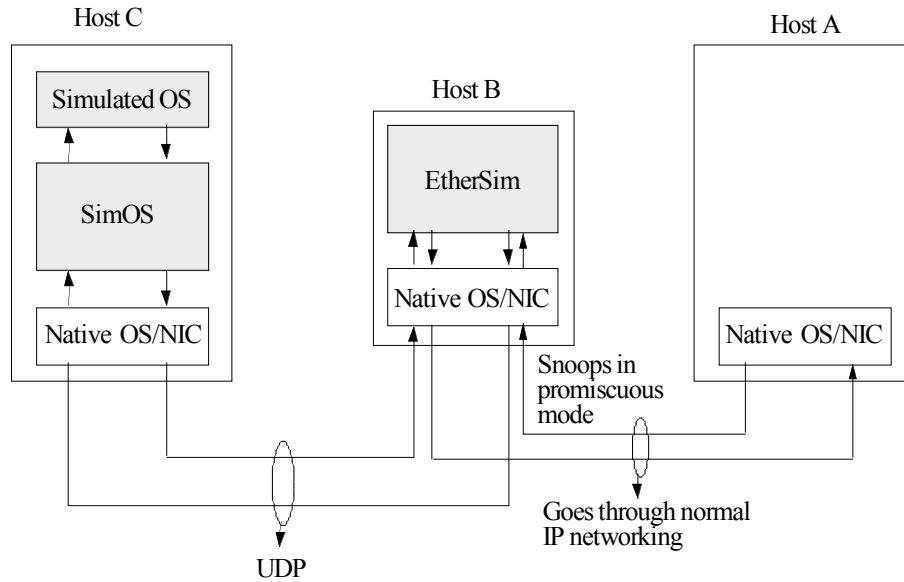 Host C
Host A
Host B
Simulated OS
EtherSim
SimOS
Native OS/NIC
Native OS/NIC
Native OS/NIC
Snoops in
promiscuous
mode
Goes through normal
IP networking
UDP